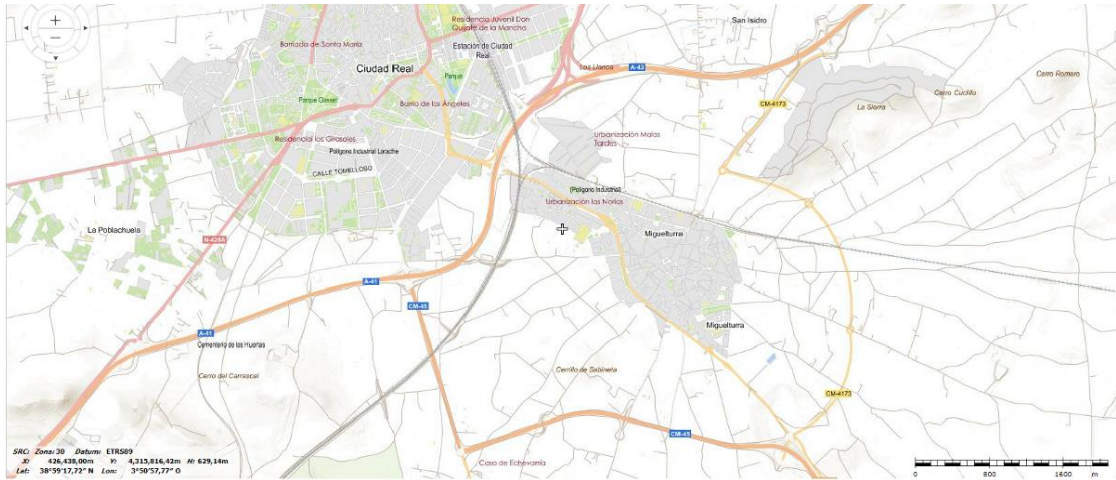 Residencia Juvenil Don
Quijote de la Mancha
San Isidro
Barriada de Santa María
Estación de Ciudad
Real
Ciudad Real
Los Llanos
A-43
Parque
Cerro Romero
Cerro Cuclillo
Parque Gasset
Barrio de los Angeles
CM-4173
La Sierra
Residencial los Girasoles
Urbanización Malas
Tardes
Polígono Industrial Larache
CALLE TOMELLOSO
(Polígono Industrial)
Urbanización las Norias
La Poblachuela
Miguelturra
N-420A
A-41
CM-45
Miguelturra
A-41
Cementerio de las Huertas
Cerro del Carrascal
Cerrillo de Sabineta
CM-4173
CM-45
SRC: Zona: 30 Datum: ETRS89
X: 426,438,00m Y: 4,315,816,42m H: 629,14m
Lat: 38°59'17,72" N Lon: 3°50'57,77" O
Casa de Echevarría
0 800 1600 m